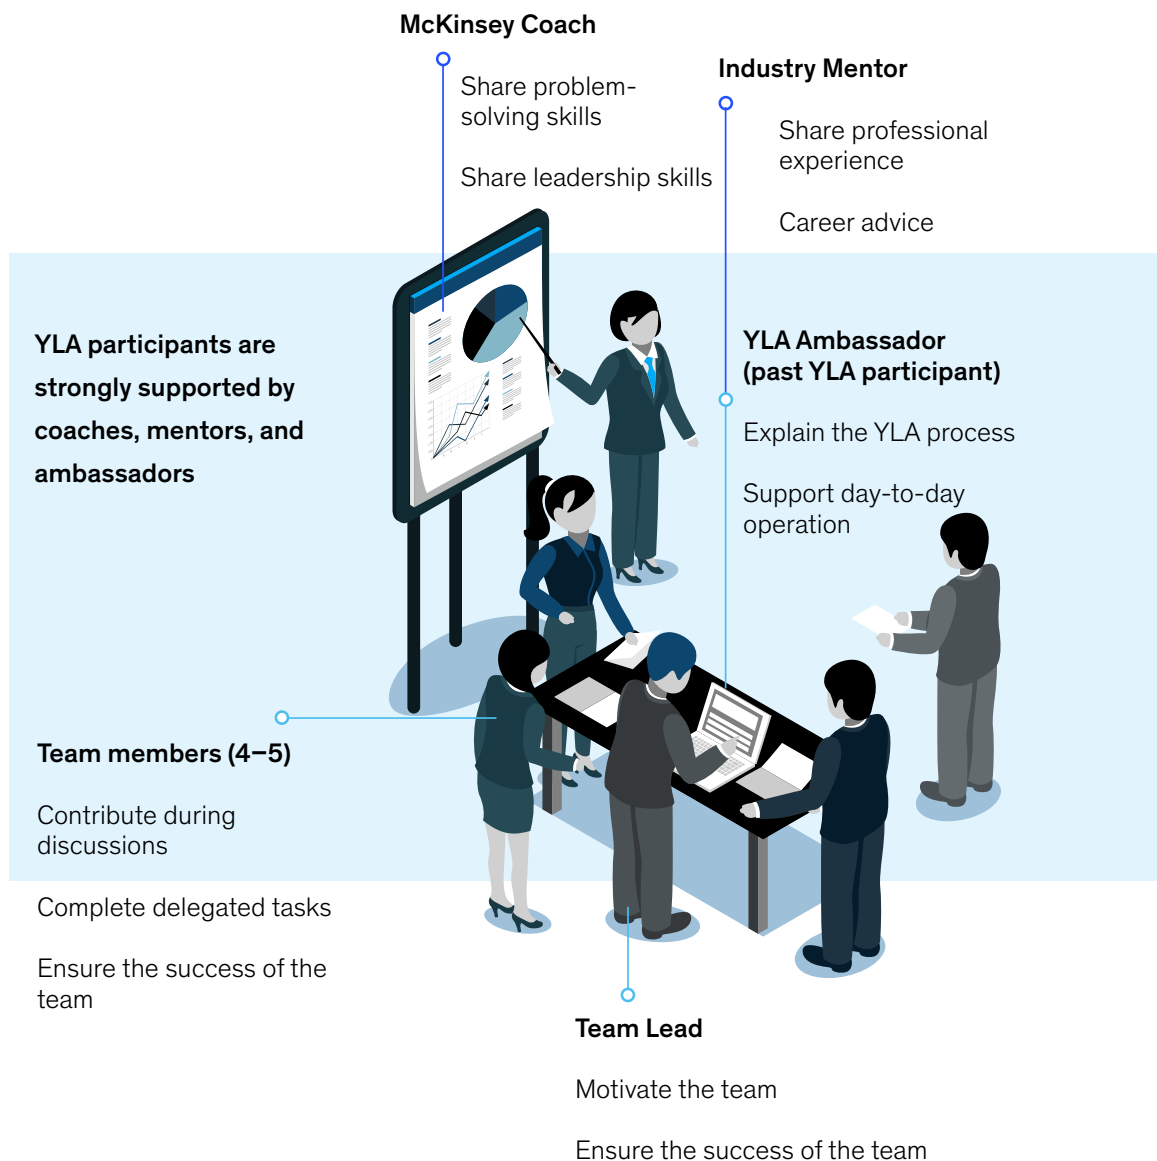 McKinsey Coach
Share problem-
solving skills
Share leadership skills
Industry Mentor
Share professional
experience
Career advice
YLA participants are
strongly supported by
coaches, mentors, and
ambassadors
YLA Ambassador
(past YLA participant)
Explain the YLA process
Support day-to-day
operation
Team members (4–5)
Contribute during
discussions
Complete delegated tasks
Ensure the success of the
team
Team Lead
Motivate the team
Ensure the success of the team